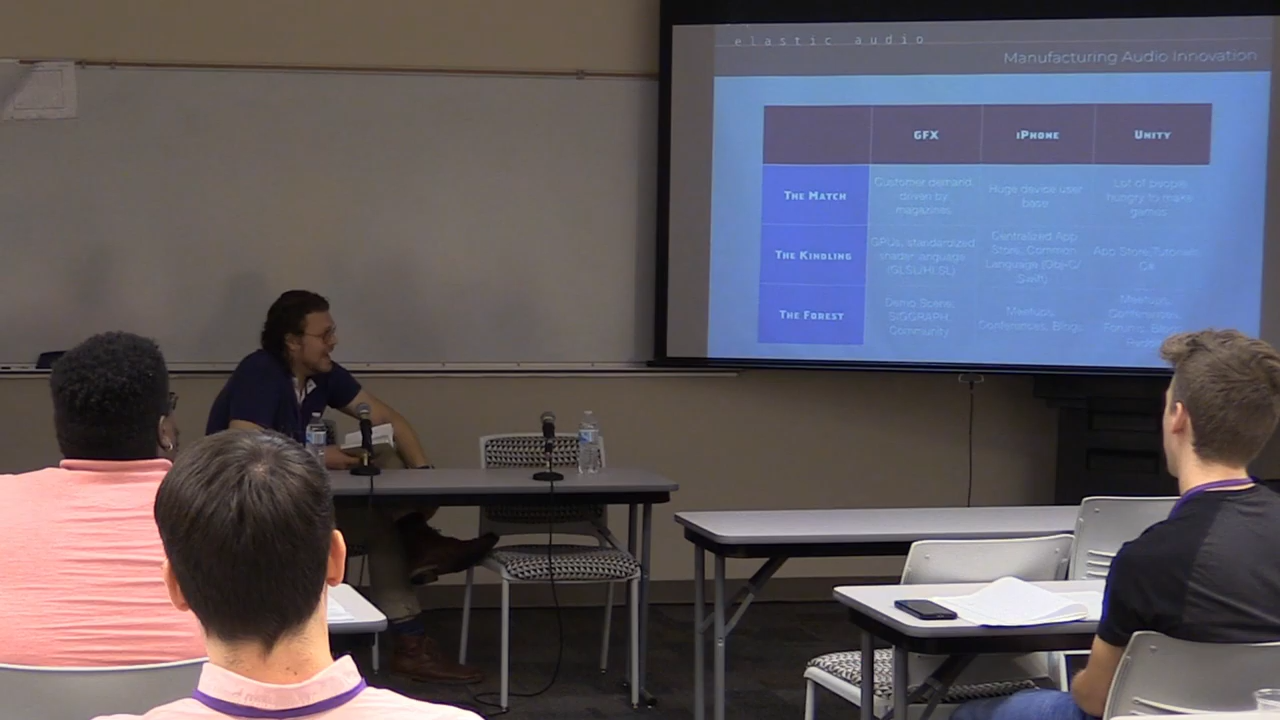 elastic audio
Manufacturing Audio Innovation
GFX iPhone Unity
The Match
Customer demand
driven by
magazines
Huge device user
base
Lot of people
hungry to make
games
The Kindling
GPUs, standardized
shader language
(GLSL/HLSL)
Centralized App
Store, Common
Language (Obj-C/
Swift)
App Store, Tutorials
C#
The Forest
Demo Scene,
SIGGRAPH,
Community
Meetups,
Conferences, Blogs
Meetups,
Conferences,
Forums, Blogs